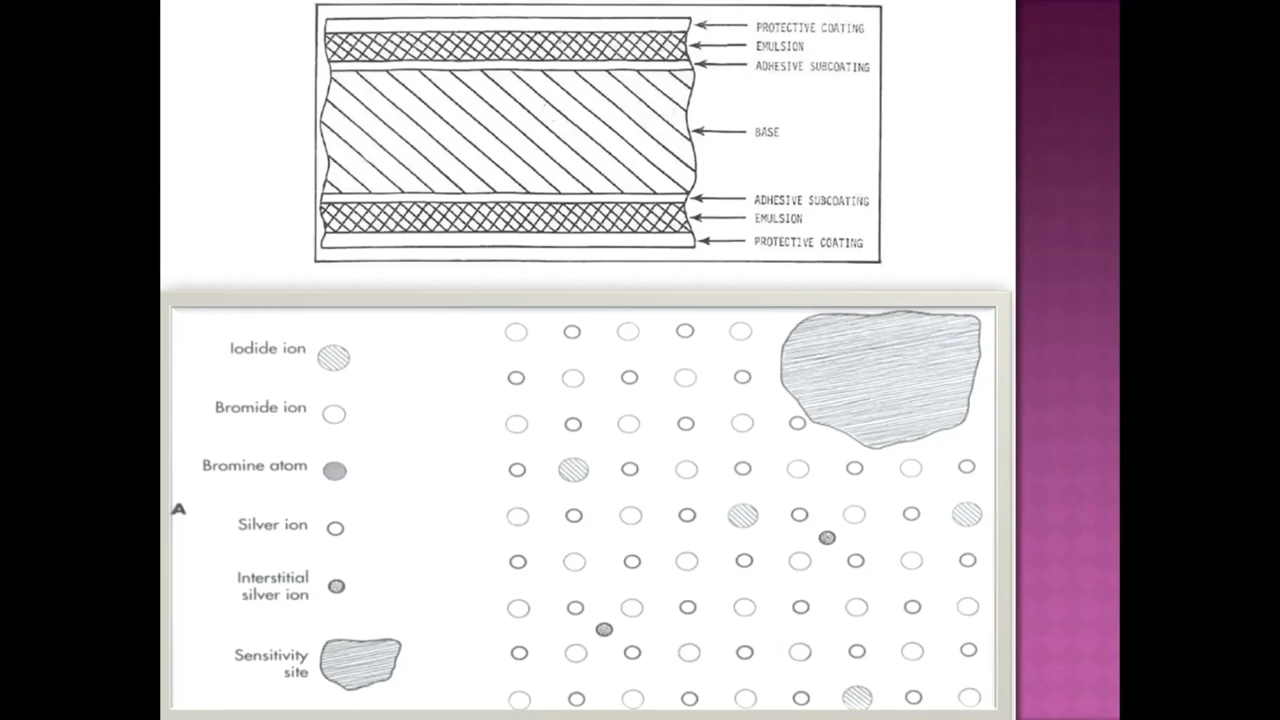 PROTECTIVE COATING
EMULSION
ADHESIVE SUBCOATING
BASE
ADHESIVE SUBCOATING
EMULSION
PROTECTIVE COATING
Iodide ion
Bromide ion
Bromine atom
A
Silver ion
Interstitial
silver ion
Sensitivity
site